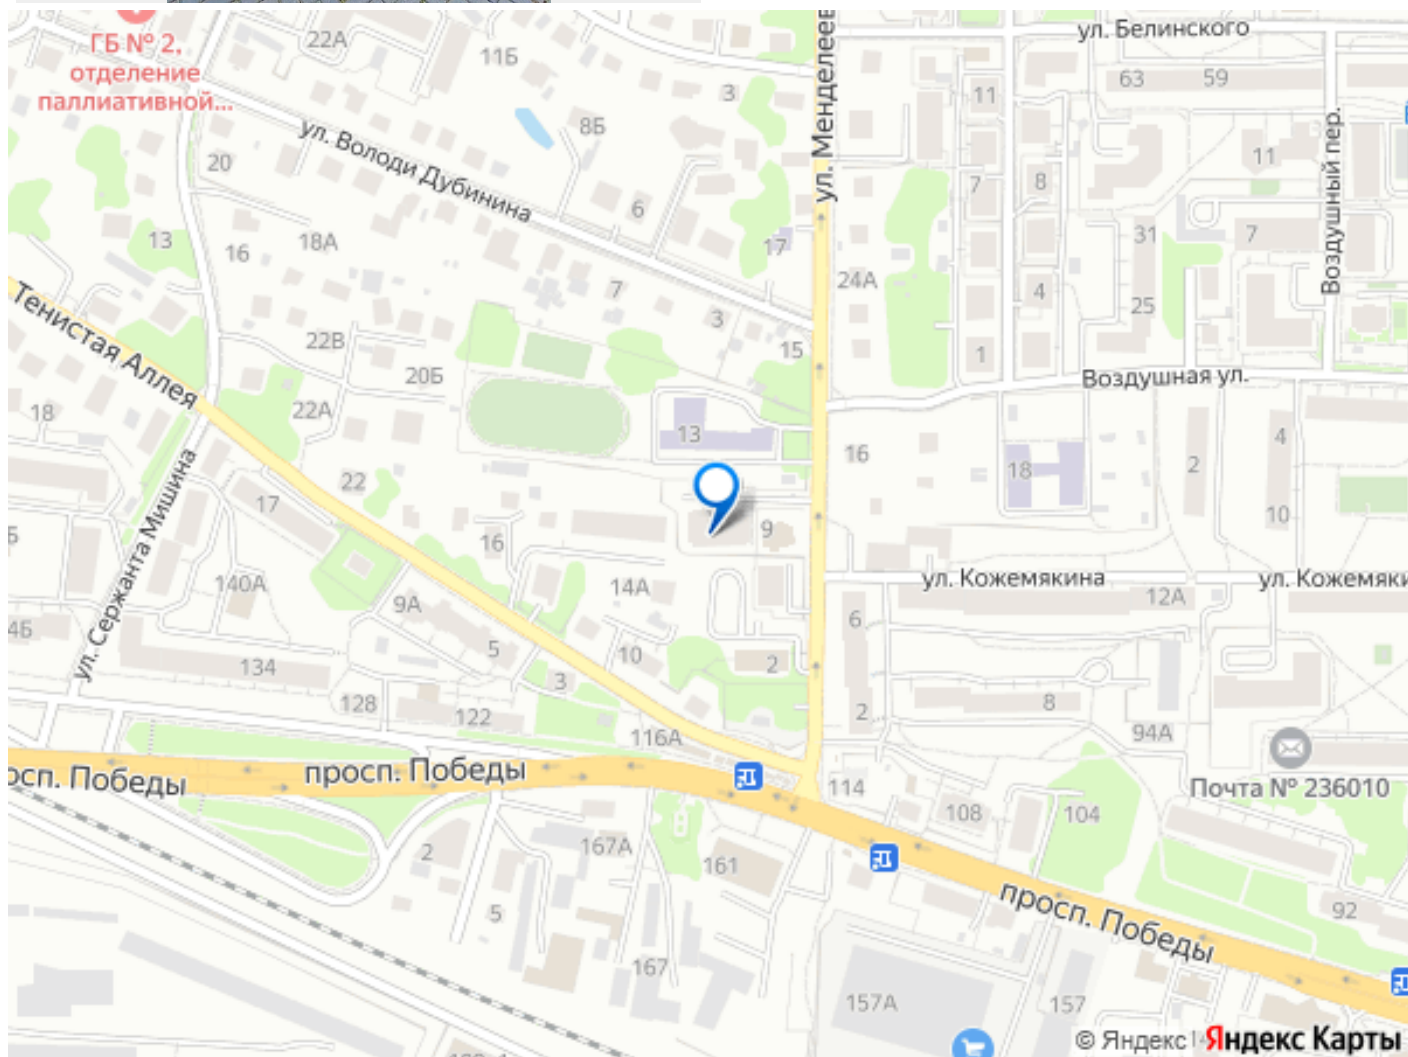 ул. Белинского
ГБ № 2,
отделение
паллиативной...
22А
11Б
3
63
59
11
ул. Менделеев
8Б
ул. Володи Дубинина
20
11
Воздушный пер.
7
8
6
13
18А
16
17
31
7
24А
7
4
25
Тенистая Аллея
22В
3
15
1
20Б
Воздушная ул.
18
22А
13
16
18
4
2
22
17
10
16
9
ул. Сержанта Мишина
140А
14А
ул. Кожемякина
ул. Кожемяки
12А
9А
6
4Б
134
5
10
2
3
128
122
2
8
116А
94А
просп. Победы
осп. Победы
114
Почта № 236010
108
104
2
167А
161
5
просп. Победы
92
167
157А
157
© Яндекс
Яндекс Карты